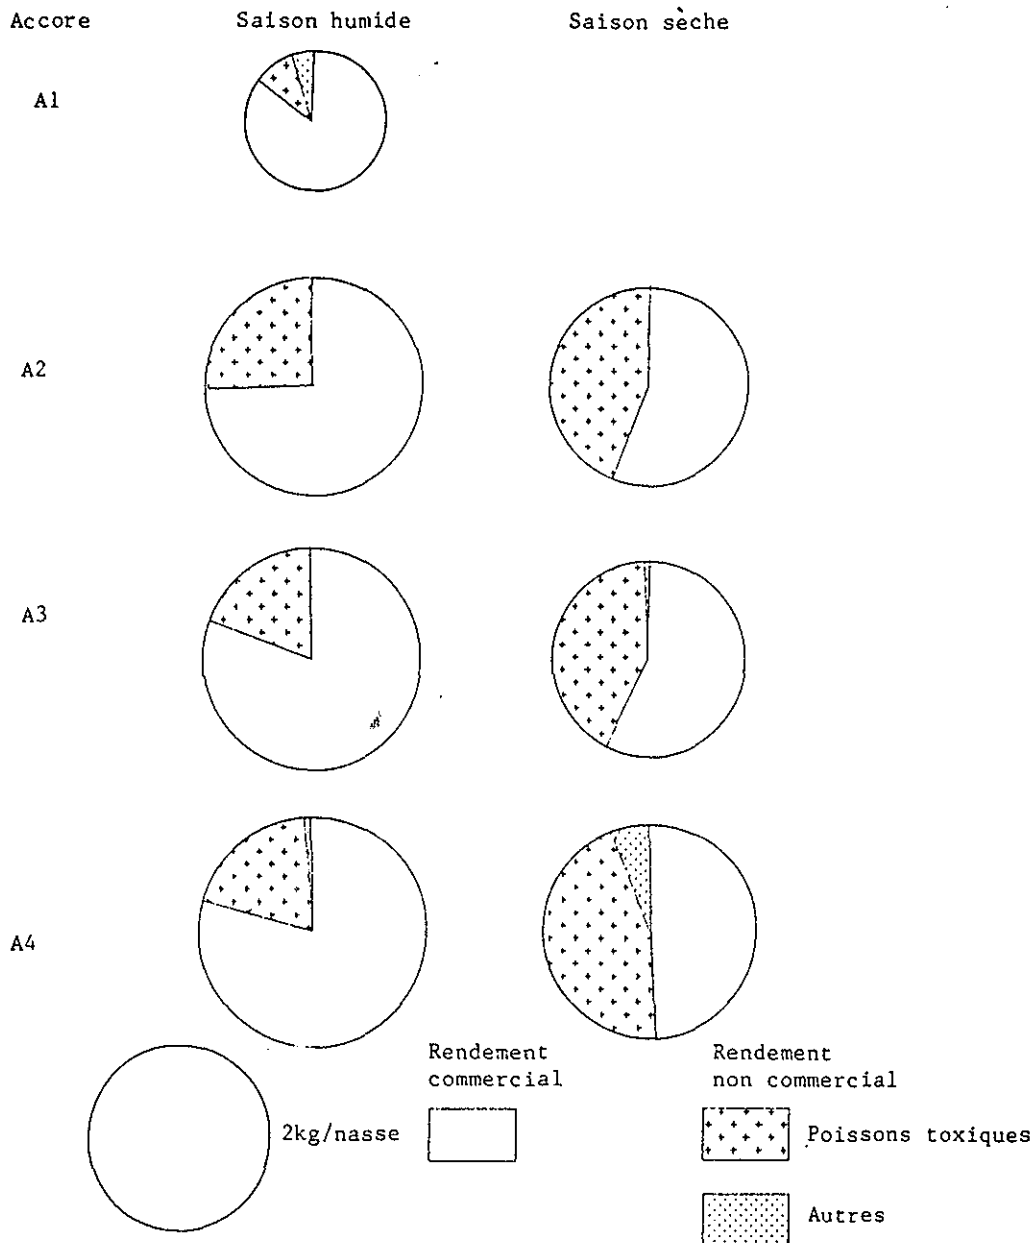 Accore
Saison humide
Saison sèche
A1
A2
A3
A4
2kg/nasse
Rendement
commercial
Rendement
non commercial
Poissons toxiques
Autres